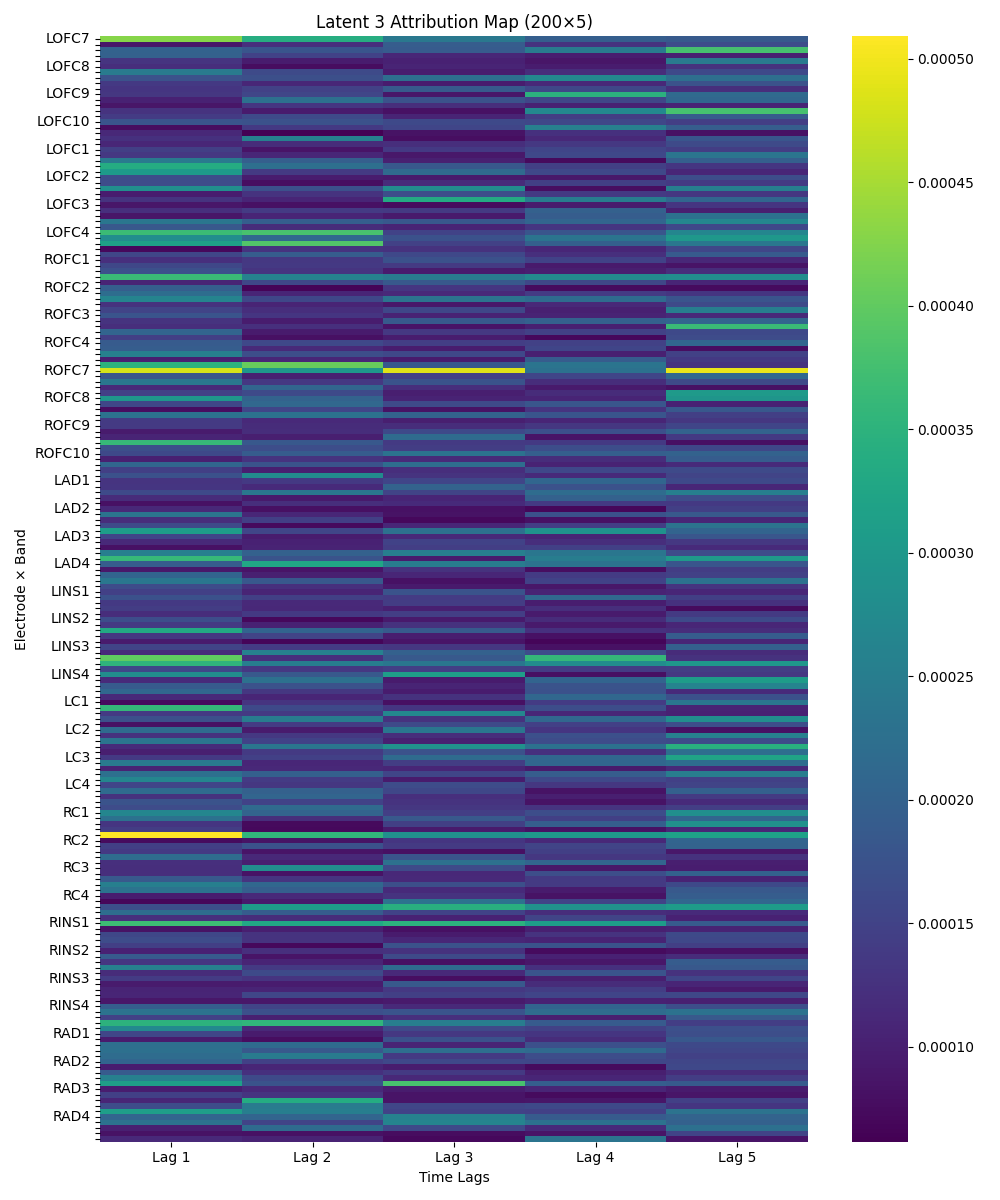 Latent 3 Attribution Map (200×5)
LOFC7
LOFC8
LOFC9
LOFC10
LOFC1
LOFC2
LOFC3
LOFC4
ROFC1
ROFC2
ROFC3
ROFC4
ROFC7
ROFC8
ROFC9
ROFC10
LAD1
LAD2
LAD3
LAD4
LINS1
LINS2
LINS3
LINS4
LC1
LC2
LC3
LC4
RC1
RC2
RC3
RC4
RINS1
RINS2
RINS3
RINS4
RAD1
RAD2
RAD3
RAD4
Electrode × Band
Lag 1
Lag 2
Lag 3
Lag 4
Lag 5
Time Lags
0.00050
0.00045
0.00040
0.00035
0.00030
0.00025
0.00020
0.00015
0.00010